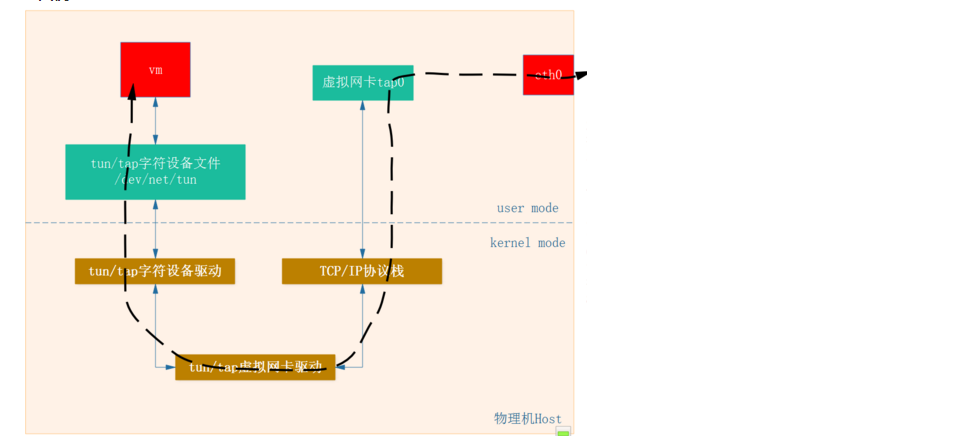 vm
虚拟网卡tap0
eth0
tun/tap字符设备文件
/dev/net/tun
user mode
kernel mode
tun/tap字符设备驱动
TCP/IP协议栈
tun/tap虚拟网卡驱动
物理机Host